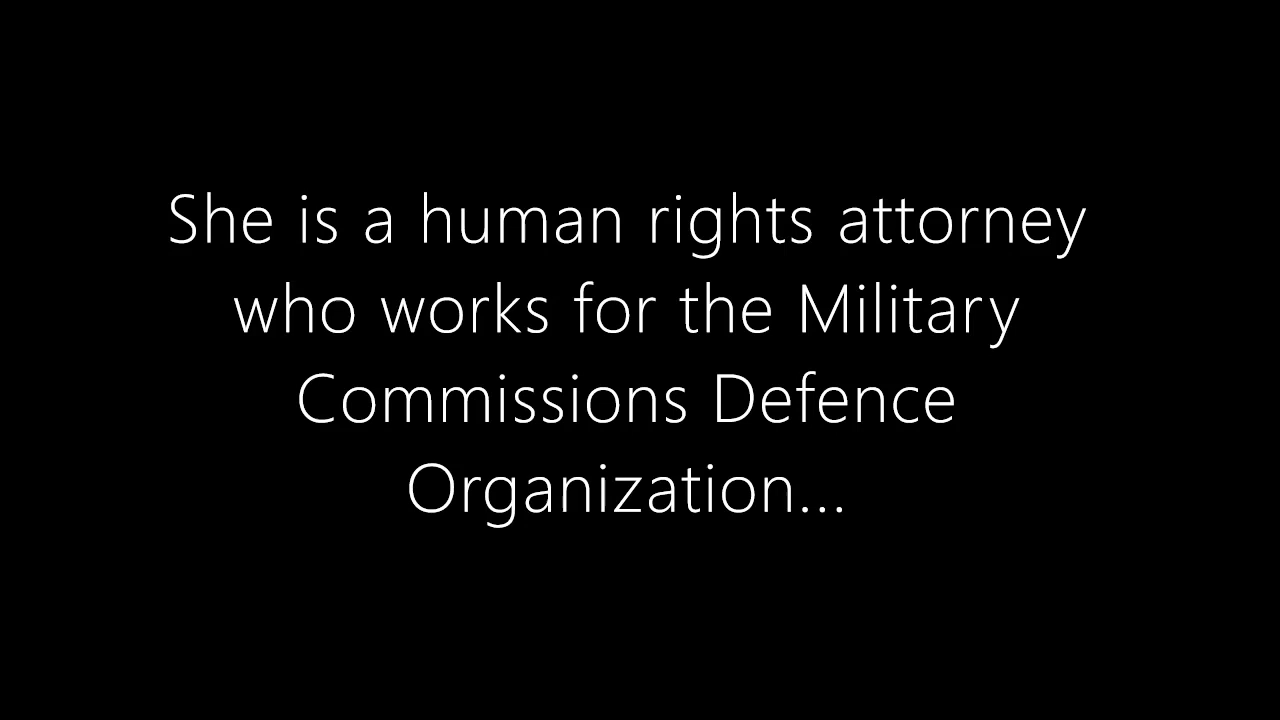 She is a human rights attorney
who works for the Military
Commissions Defence
Organization...